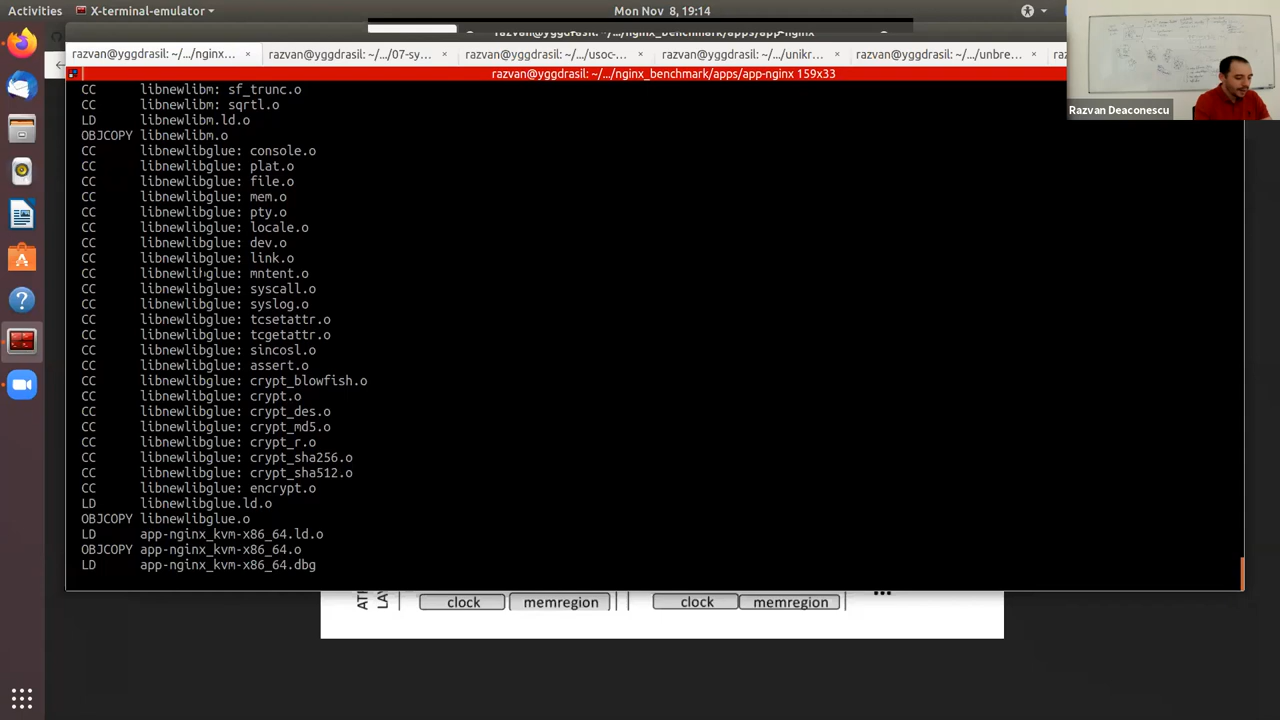 Activities
X-terminal-emulator
Mon Nov 8, 19:14
razvan@yggdrasil: ~/.../nginx...
razvan@yggdrasil: ~/.../07-sy...
razvan@yggdrasil: ~/.../usoc-...
razvan@yggdrasil: ~/.../unikr...
razvan@yggdrasil: ~/.../unbre...
razvan@yggdrasil: ~/.../nginx_benchmark/apps/app-nginx 159x33
CC libnewlibm: sf_trunc.o
CC libnewlibm: sqrtl.o
LD libnewlibm.ld.o
OBJCOPY libnewlibm.o
CC libnewlibglue: console.o
CC libnewlibglue: plat.o
CC libnewlibglue: file.o
CC libnewlibglue: mem.o
CC libnewlibglue: pty.o
CC libnewlibglue: locale.o
CC libnewlibglue: dev.o
CC libnewlibglue: link.o
CC libnewlibglue: mntent.o
CC libnewlibglue: syscall.o
CC libnewlibglue: syslog.o
CC libnewlibglue: tcsetattr.o
CC libnewlibglue: tcgetattr.o
CC libnewlibglue: sincosl.o
CC libnewlibglue: assert.o
CC libnewlibglue: crypt_blowfish.o
CC libnewlibglue: crypt.o
CC libnewlibglue: crypt_des.o
CC libnewlibglue: crypt_md5.o
CC libnewlibglue: crypt_r.o
CC libnewlibglue: crypt_sha256.o
CC libnewlibglue: crypt_sha512.o
CC libnewlibglue: encrypt.o
LD libnewlibglue.ld.o
OBJCOPY libnewlibglue.o
LD app-nginx_kvm-x86_64.ld.o
OBJCOPY app-nginx_kvm-x86_64.o
LD app-nginx_kvm-x86_64.dbg
clock memregion clock memregion ...
Razvan Deaconescu